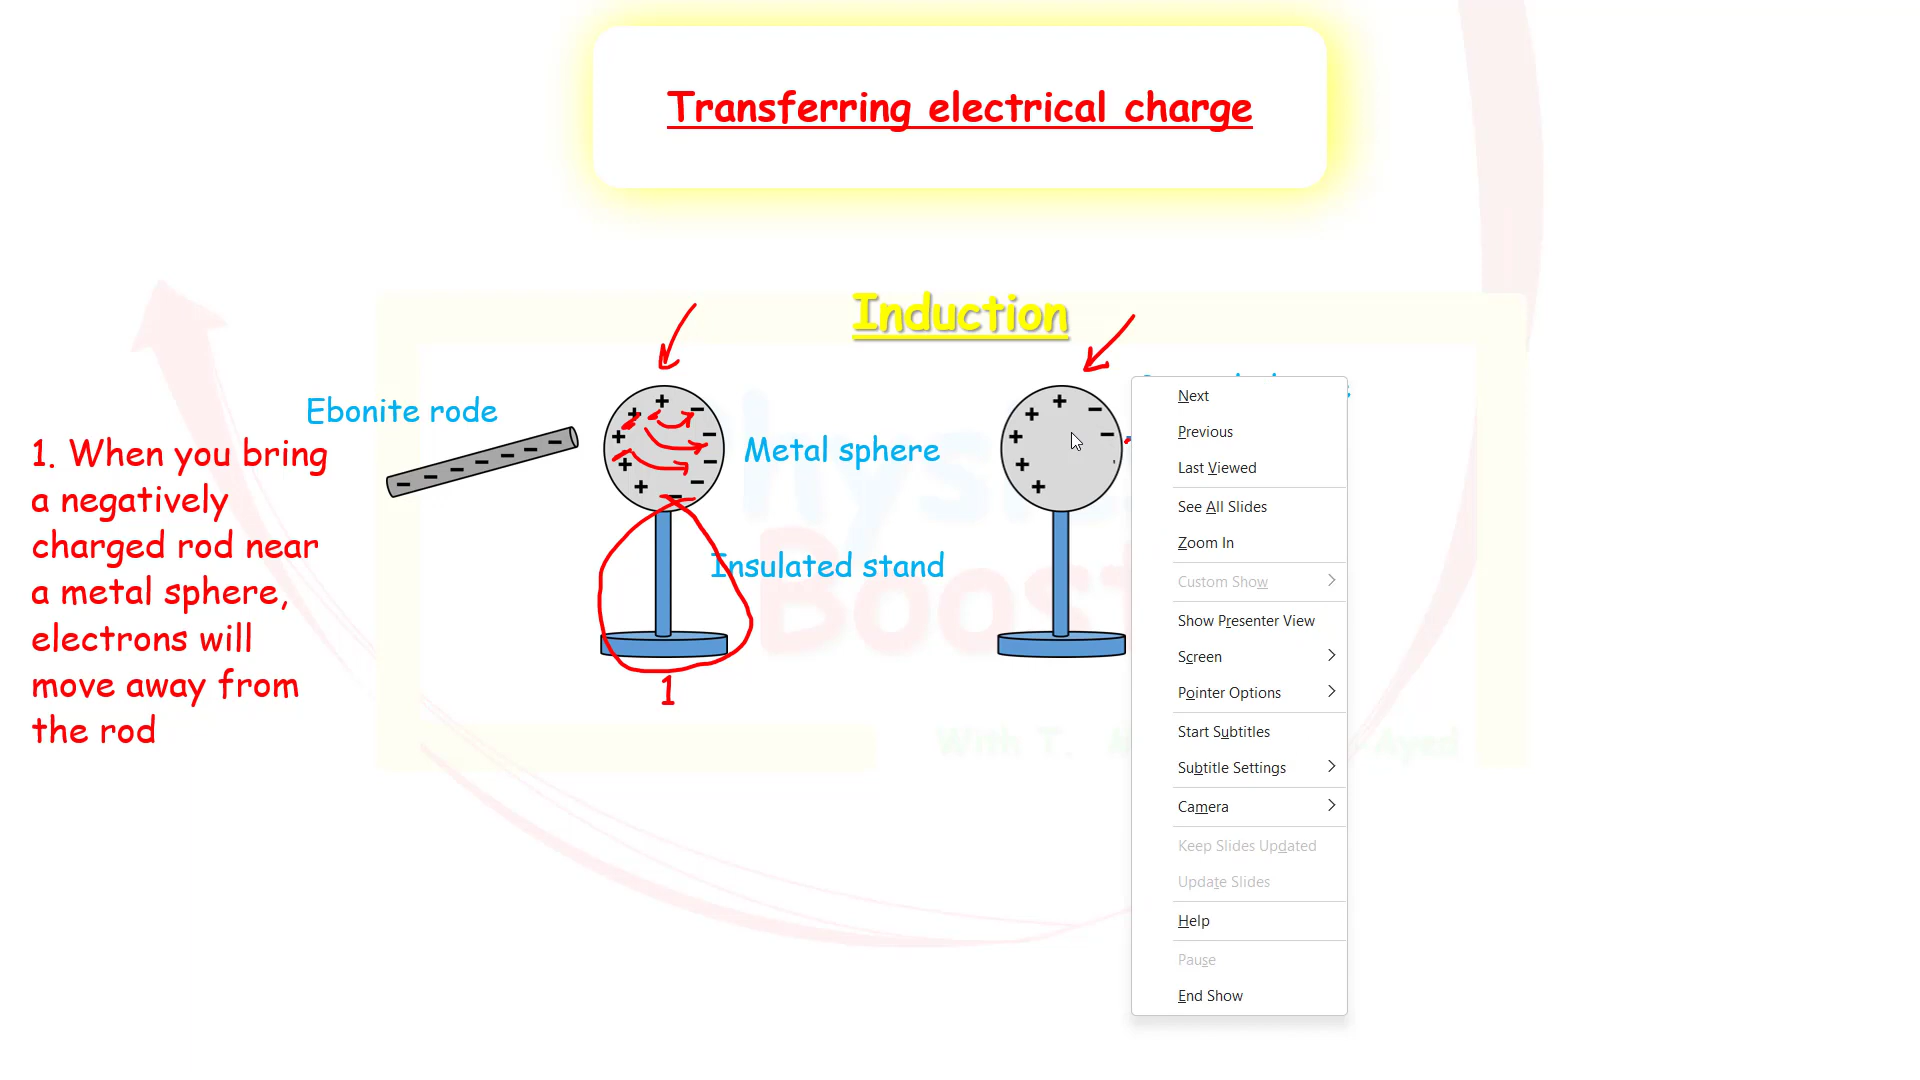 Transferring electrical charge
Induction
Ebonite rode
1. When you bring
a negatively
charged rod near
a metal sphere,
electrons will
move away from
the rod
Metal sphere
Insulated stand
1
Next
Previous
Last Viewed
See All Slides
Zoom In
Custom Show
Show Presenter View
Screen
Pointer Options
Start Subtitles
Subtitle Settings
Camera
Keep Slides Updated
Update Slides
Help
Pause
End Show
Boost
With T.
Ayed